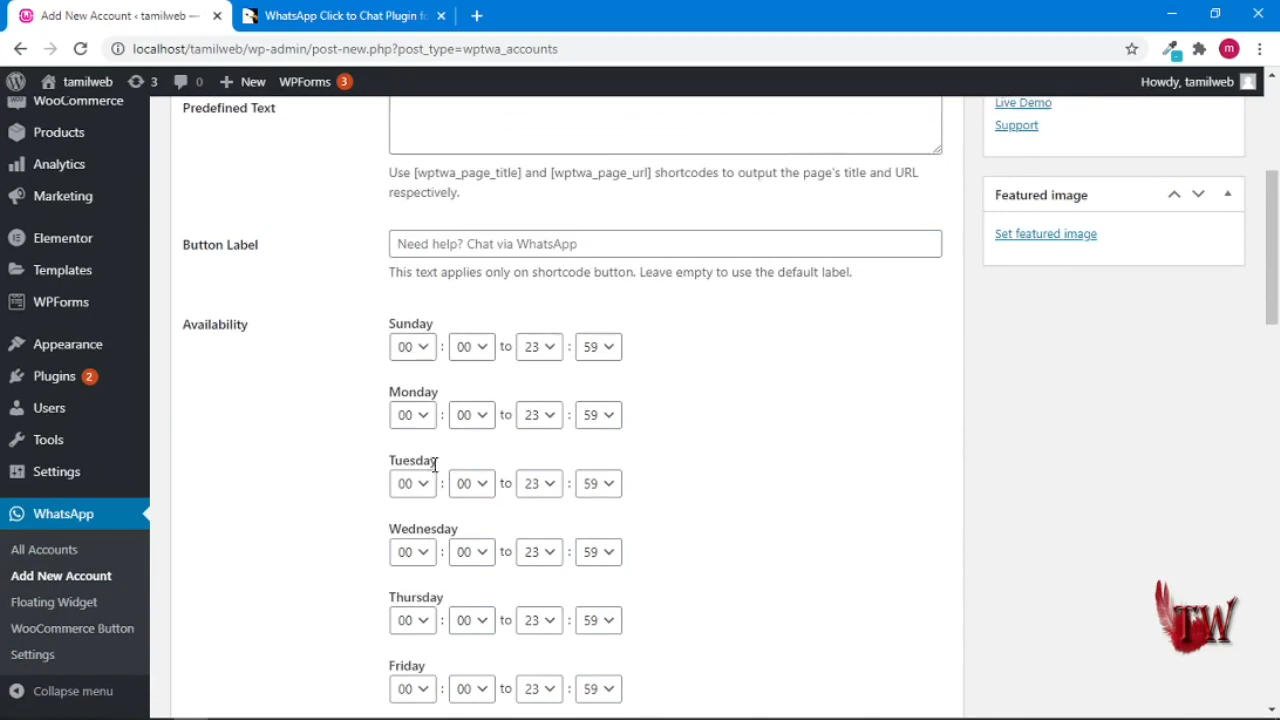 Add New Account ‹ tamilweb —
WhatsApp Click to Chat Plugin fo
localhost/tamilweb/wp-admin/post-new.php?post_type=wptwa_accounts
m
tamilweb
3
0
New
WPForms 3
Howdy, tamilweb
WooCommerce
Products
Analytics
Marketing
Elementor
Templates
WPForms
Appearance
Plugins 2
Users
Tools
Settings
WhatsApp
All Accounts
Add New Account
Floating Widget
WooCommerce Button
Settings
Collapse menu
Predefined Text
Use [wptwa_page_title] and [wptwa_page_url] shortcodes to output the page's title and URL
respectively.
Button Label
Need help? Chat via WhatsApp
This text applies only on shortcode button. Leave empty to use the default label.
Availability
Sunday
00 : 00 to 23 : 59
Monday
00 : 00 to 23 : 59
Tuesday
00 : 00 to 23 : 59
Wednesday
00 : 00 to 23 : 59
Thursday
00 : 00 to 23 : 59
Friday
00 : 00 to 23 : 59
Live Demo
Support
Featured image
Set featured image
TW